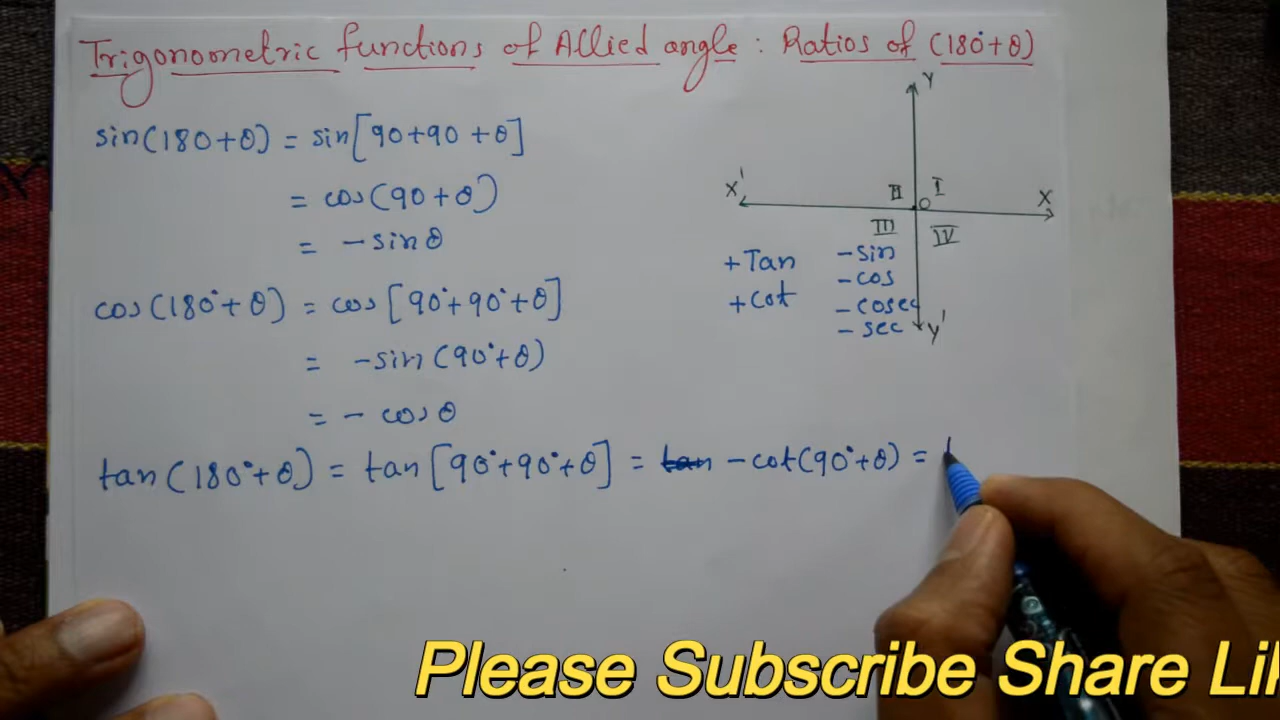 Trigonometric functions of Allied angle : Ratios of (180°+θ)
sin(180+θ) = sin[90+90+θ]
= cos(90+θ)
= -sinθ
cos(180°+θ) = cos[90°+90°+θ]
= -sin(90°+θ)
= -cosθ
tan(180°+θ) = tan[90°+90°+θ] = tan -cot(90°+θ) =
Y
X' II I X
O
III IV
+Tan -sin
-cos
+Cot -cosec
-sec Y'
Please Subscribe Share Lik